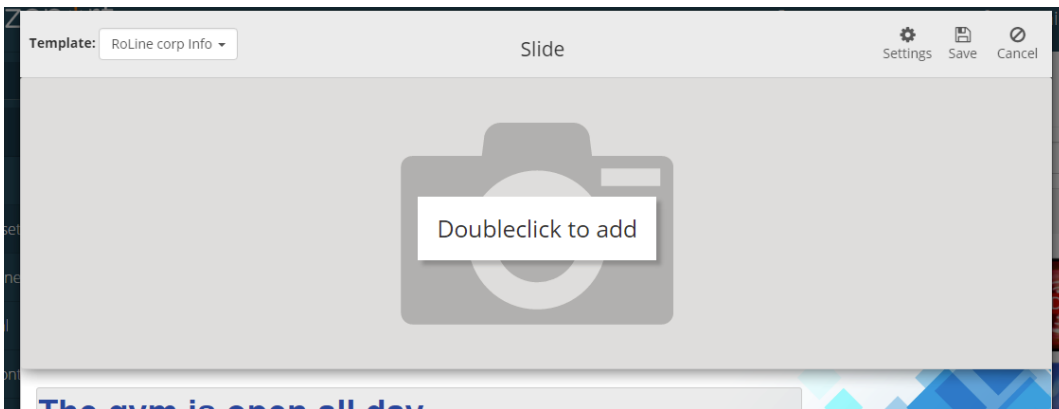 Template: RoLine corp Info
Slide
Settings Save Cancel
Doubleclick to add
The gym is open all day